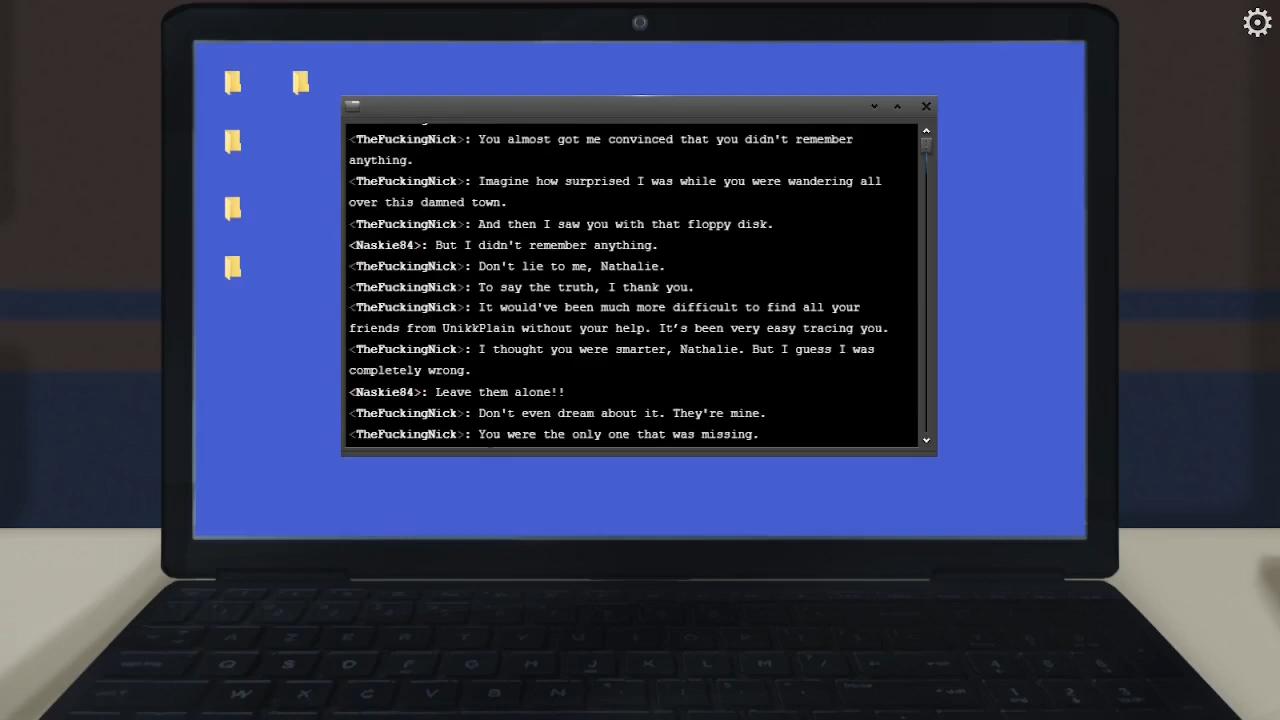 <TheFuckingNick>: You almost got me convinced that you didn't remember
anything.
<TheFuckingNick>: Imagine how surprised I was while you were wandering all
over this damned town.
<TheFuckingNick>: And then I saw you with that floppy disk.
<Naskie84>: But I didn't remember anything.
<TheFuckingNick>: Don't lie to me, Nathalie.
<TheFuckingNick>: To say the truth, I thank you.
<TheFuckingNick>: It would've been much more difficult to find all your
friends from UnikkPlain without your help. It’s been very easy tracing you.
<TheFuckingNick>: I thought you were smarter, Nathalie. But I guess I was
completely wrong.
<Naskie84>: Leave them alone!!
<TheFuckingNick>: Don't even dream about it. They're mine.
<TheFuckingNick>: You were the only one that was missing.
A Z E R T Y U I O P
Q S D F G H J K L M
W X C V B N